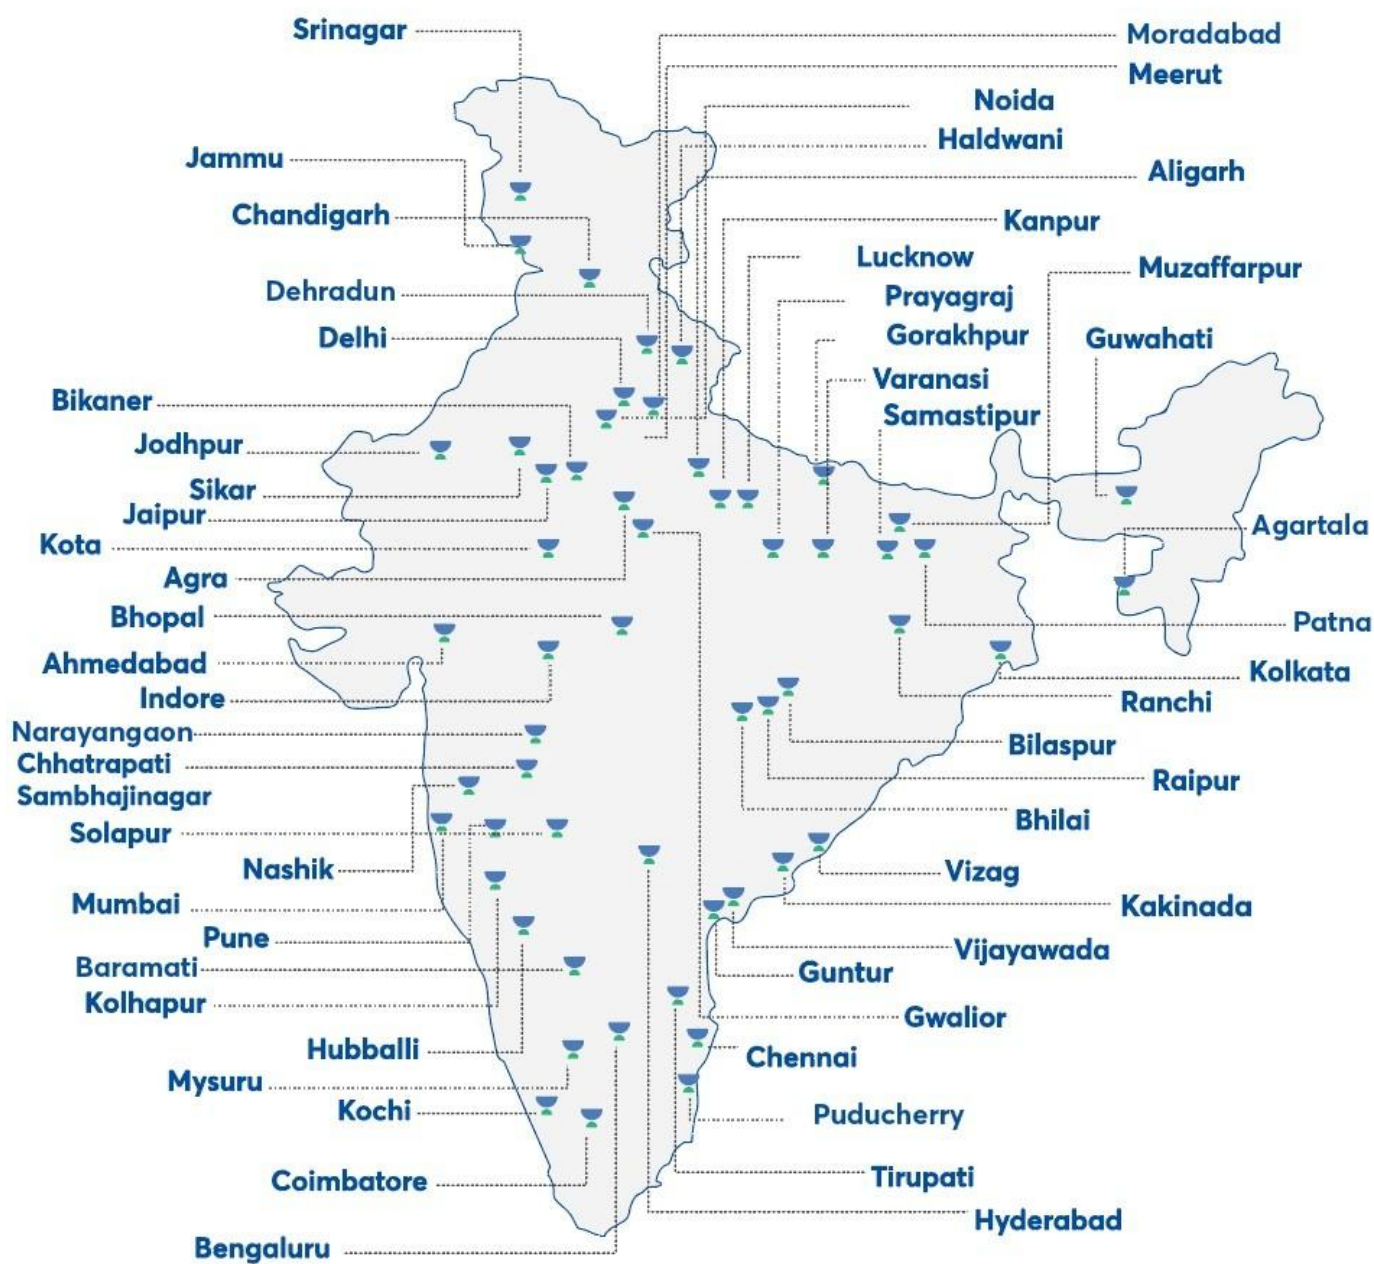 Srinagar
Moradabad
Meerut
Noida
Haldwani
Jammu
Aligarh
Chandigarh
Kanpur
Lucknow
Muzaffarpur
Dehradun
Prayagraj
Delhi
Gorakhpur
Guwahati
Varanasi
Bikaner
Samastipur
Jodhpur
Sikar
Jaipur
Agartala
Kota
Agra
Bhopal
Patna
Ahmedabad
Kolkata
Indore
Ranchi
Narayangaon
Bilaspur
Chhatrapati
Sambhajinagar
Raipur
Bhilai
Solapur
Nashik
Vizag
Mumbai
Kakinada
Pune
Vijayawada
Baramati
Guntur
Kolhapur
Gwalior
Hubballi
Chennai
Mysuru
Kochi
Puducherry
Coimbatore
Tirupati
Hyderabad
Bengaluru